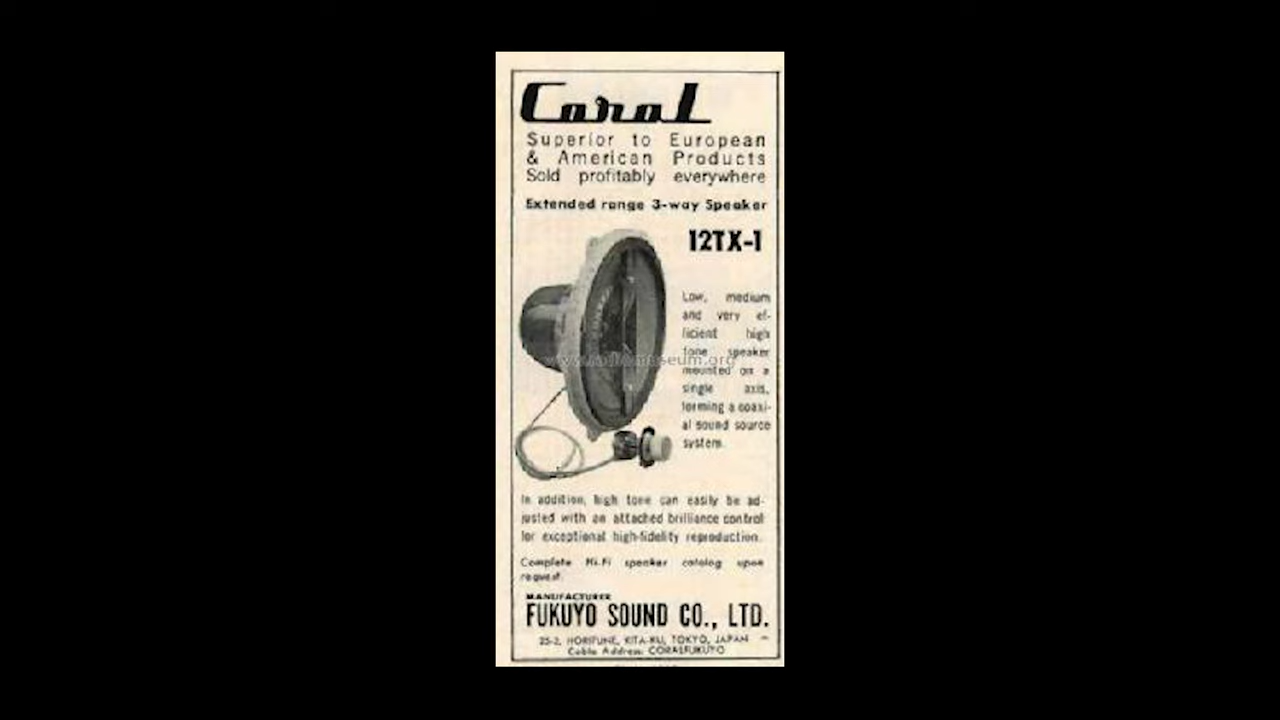 Coral
Superior to European
& American Products
Sold profitably everywhere
Extended range 3-way Speaker
12TX-1
Low, medium
and very ef-
ficient high
tone speaker
mounted on a
single axis,
forming a coaxi-
al sound source
system.
www.radiomuseum.org
In addition, high tone can easily be ad-
justed with an attached brilliance control
for exceptional high-fidelity reproduction.
Complete Hi-Fi speaker catalog upon
request.
MANUFACTURER
FUKUYO SOUND CO., LTD.
25-2, HORIFUNE, KITA-KU, TOKYO, JAPAN
Cable Address: CORALFUKUYO